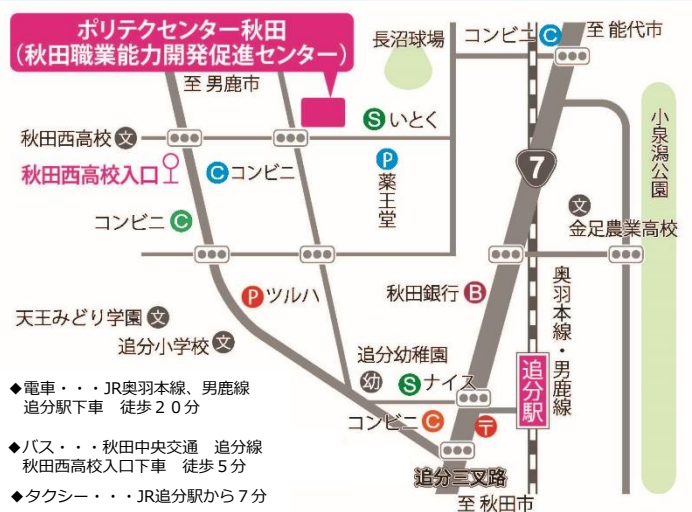 ポリテクセンター秋田
(秋田職業能力開発促進センター)
長沼球場
コンビニ C
至 能代市
至 男鹿市
小泉潟公園
秋田西高校 文
S いとく
秋田西高校入口
C コンビニ
P
薬王堂
7
文
金足農業高校
コンビニ C
P ツルハ
秋田銀行 B
奥羽本線・男鹿線
天王みどり学園 文
追分小学校 文
追分幼稚園
幼
S ナイス
追分駅
コンビニ C
〒
追分三叉路
至 秋田市
◆電車・・・JR奥羽本線、男鹿線
追分駅下車 徒歩20分
◆バス・・・秋田中央交通 追分線
秋田西高校入口下車 徒歩5分
◆タクシー・・・JR追分駅から7分